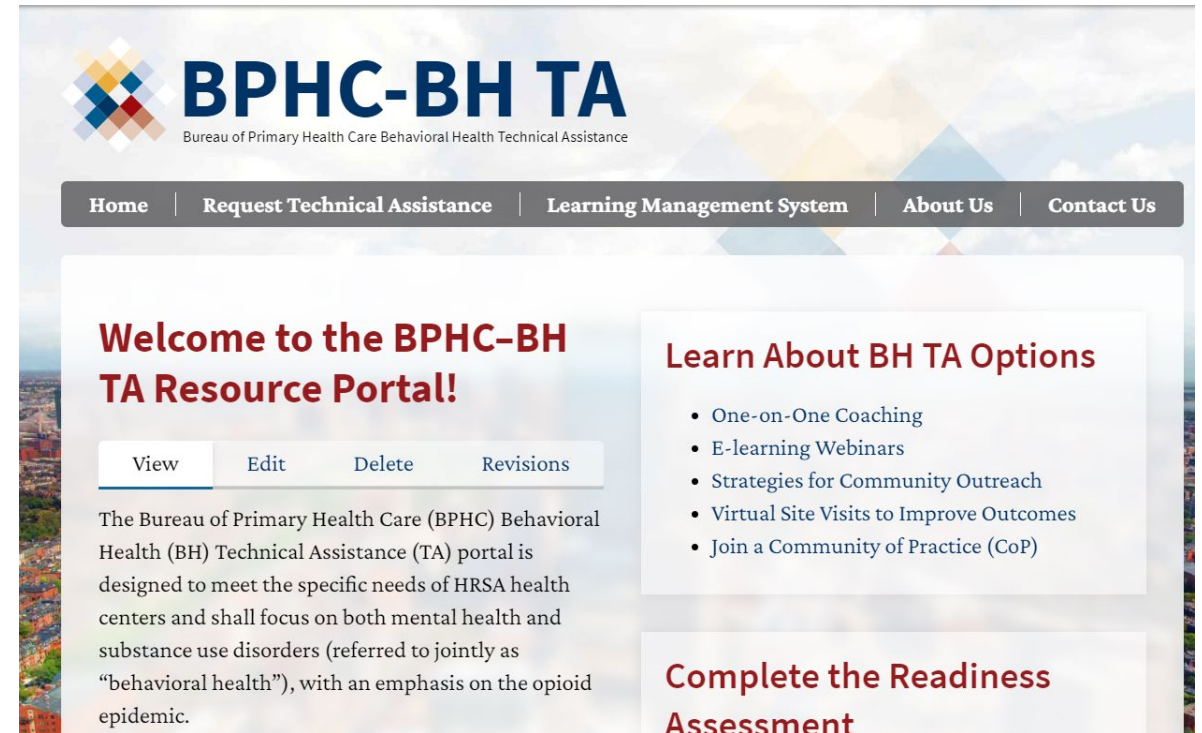 BPHC-BH TA
Bureau of Primary Health Care Behavioral Health Technical Assistance
Home Request Technical Assistance Learning Management System About Us Contact Us
Welcome to the BPHC–BH
TA Resource Portal!
View Edit Delete Revisions
The Bureau of Primary Health Care (BPHC) Behavioral
Health (BH) Technical Assistance (TA) portal is
designed to meet the specific needs of HRSA health
centers and shall focus on both mental health and
substance use disorders (referred to jointly as
“behavioral health”), with an emphasis on the opioid
epidemic.
Learn About BH TA Options
• One-on-One Coaching
• E-learning Webinars
• Strategies for Community Outreach
• Virtual Site Visits to Improve Outcomes
• Join a Community of Practice (CoP)
Complete the Readiness
Assessment